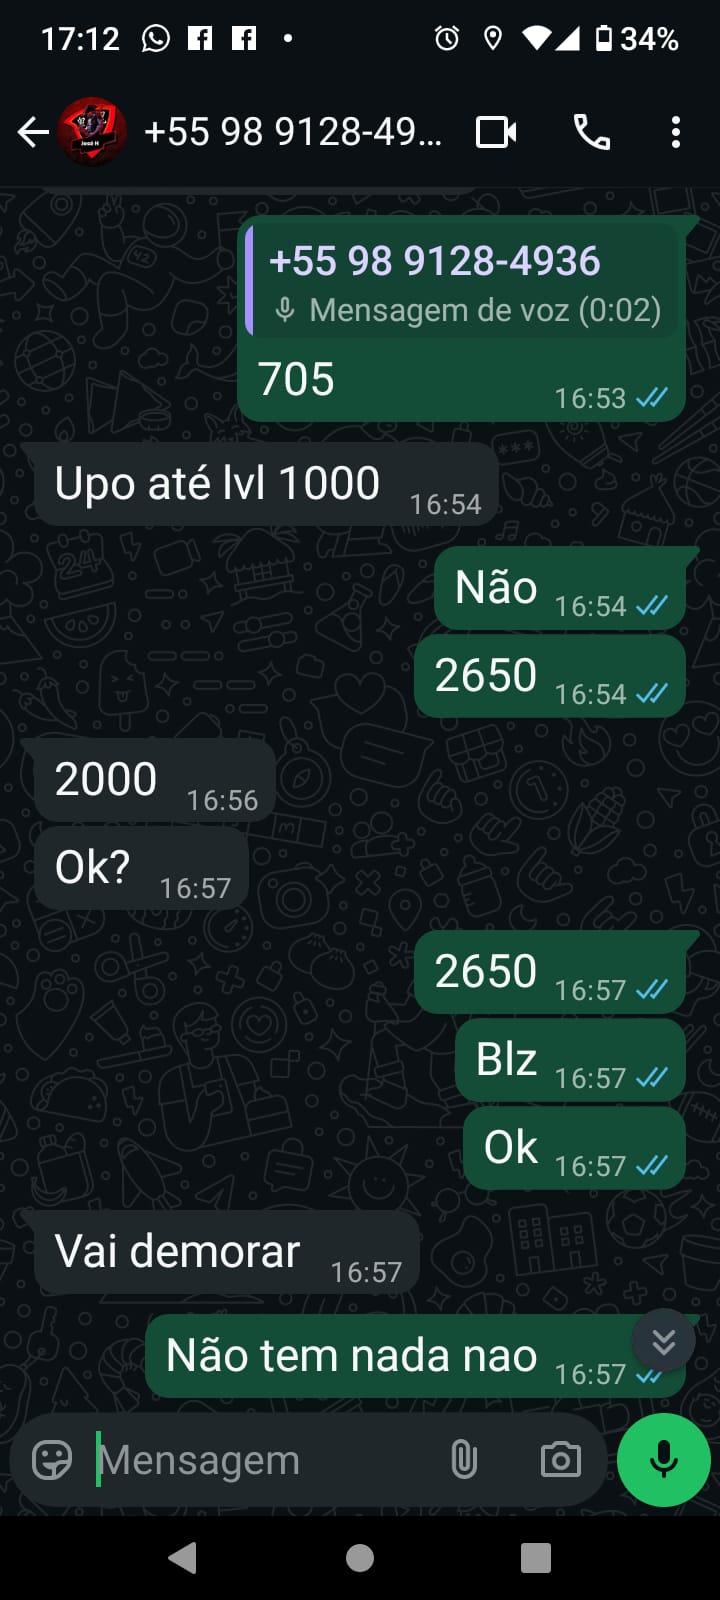 17:12
34%
+55 98 9128-49...
+55 98 9128-4936
Mensagem de voz (0:02)
705
16:53
Upo até lvl 1000 16:54
Não 16:54
2650 16:54
2000 16:56
Ok? 16:57
2650 16:57
Blz 16:57
Ok 16:57
Vai demorar 16:57
Não tem nada nao 16:57
Mensagem